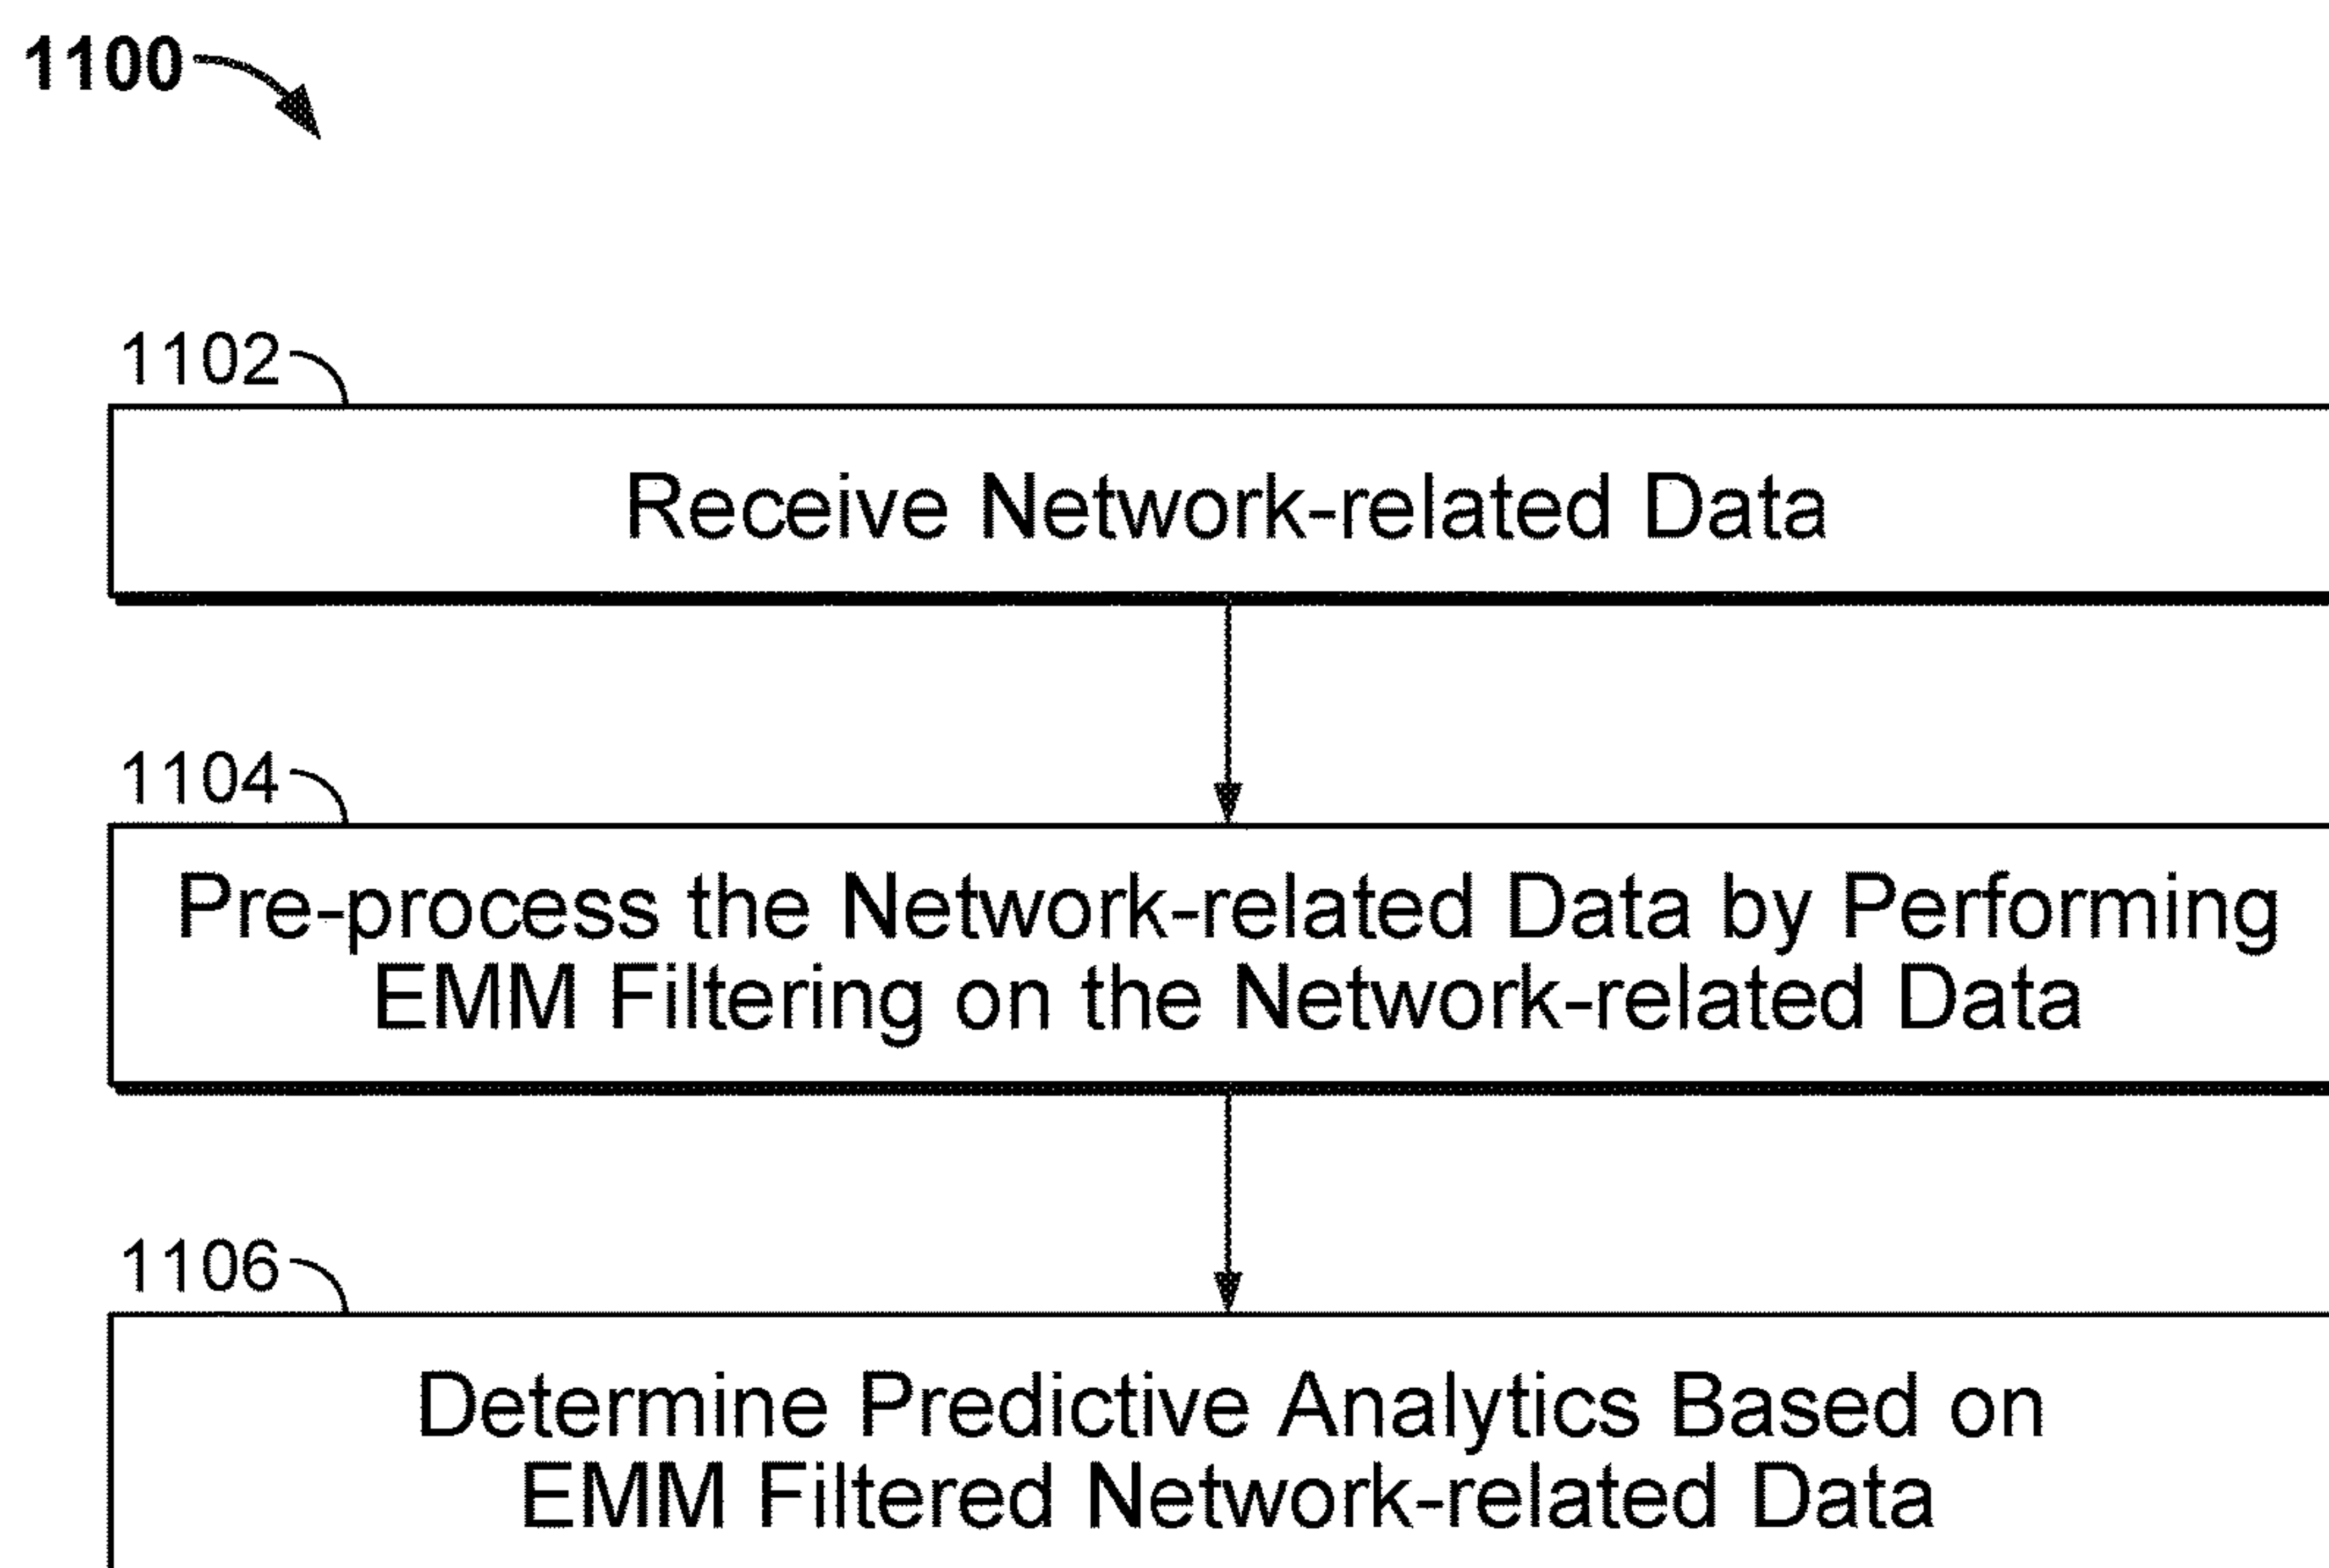 1100
1102
Receive Network-related Data
1104
Pre-process the Network-related Data by Performing
EMM Filtering on the Network-related Data
1106
Determine Predictive Analytics Based on
EMM Filtered Network-related Data